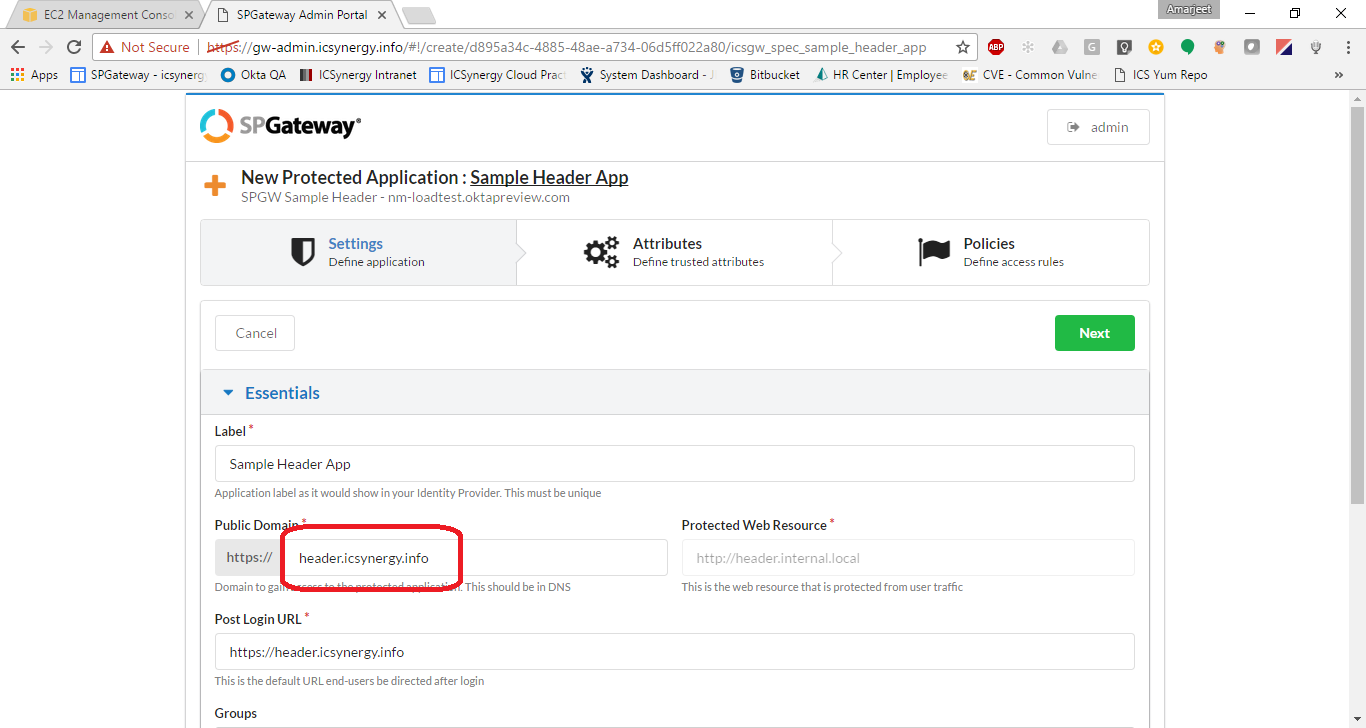 EC2 Management Conso
SPGateway Admin Portal
Amarjeet
Not Secure
https://gw-admin.icsynergy.info/#!/create/d895a34c-4885-48ae-a734-06d5ff022a80/icsgw_spec_sample_header_app
ABP
G
Apps
SPGateway - icsynerg
Okta QA
ICSynergy Intranet
ICSynergy Cloud Prac
System Dashboard - J
Bitbucket
HR Center | Employee
CVE - Common Vulne
ICS Yum Repo
»
SPGateway®
admin
New Protected Application : Sample Header App
SPGW Sample Header - nm-loadtest.oktapreview.com
Settings
Define application
Attributes
Define trusted attributes
Policies
Define access rules
Cancel
Next
Essentials
Label *
Sample Header App
Application label as it would show in your Identity Provider. This must be unique
Public Domain *
Protected Web Resource *
https://
header.icsynergy.info
http://header.internal.local
Domain to gain access to the protected application. This should be in DNS
This is the web resource that is protected from user traffic
Post Login URL *
https://header.icsynergy.info
This is the default URL end-users be directed after login
Groups